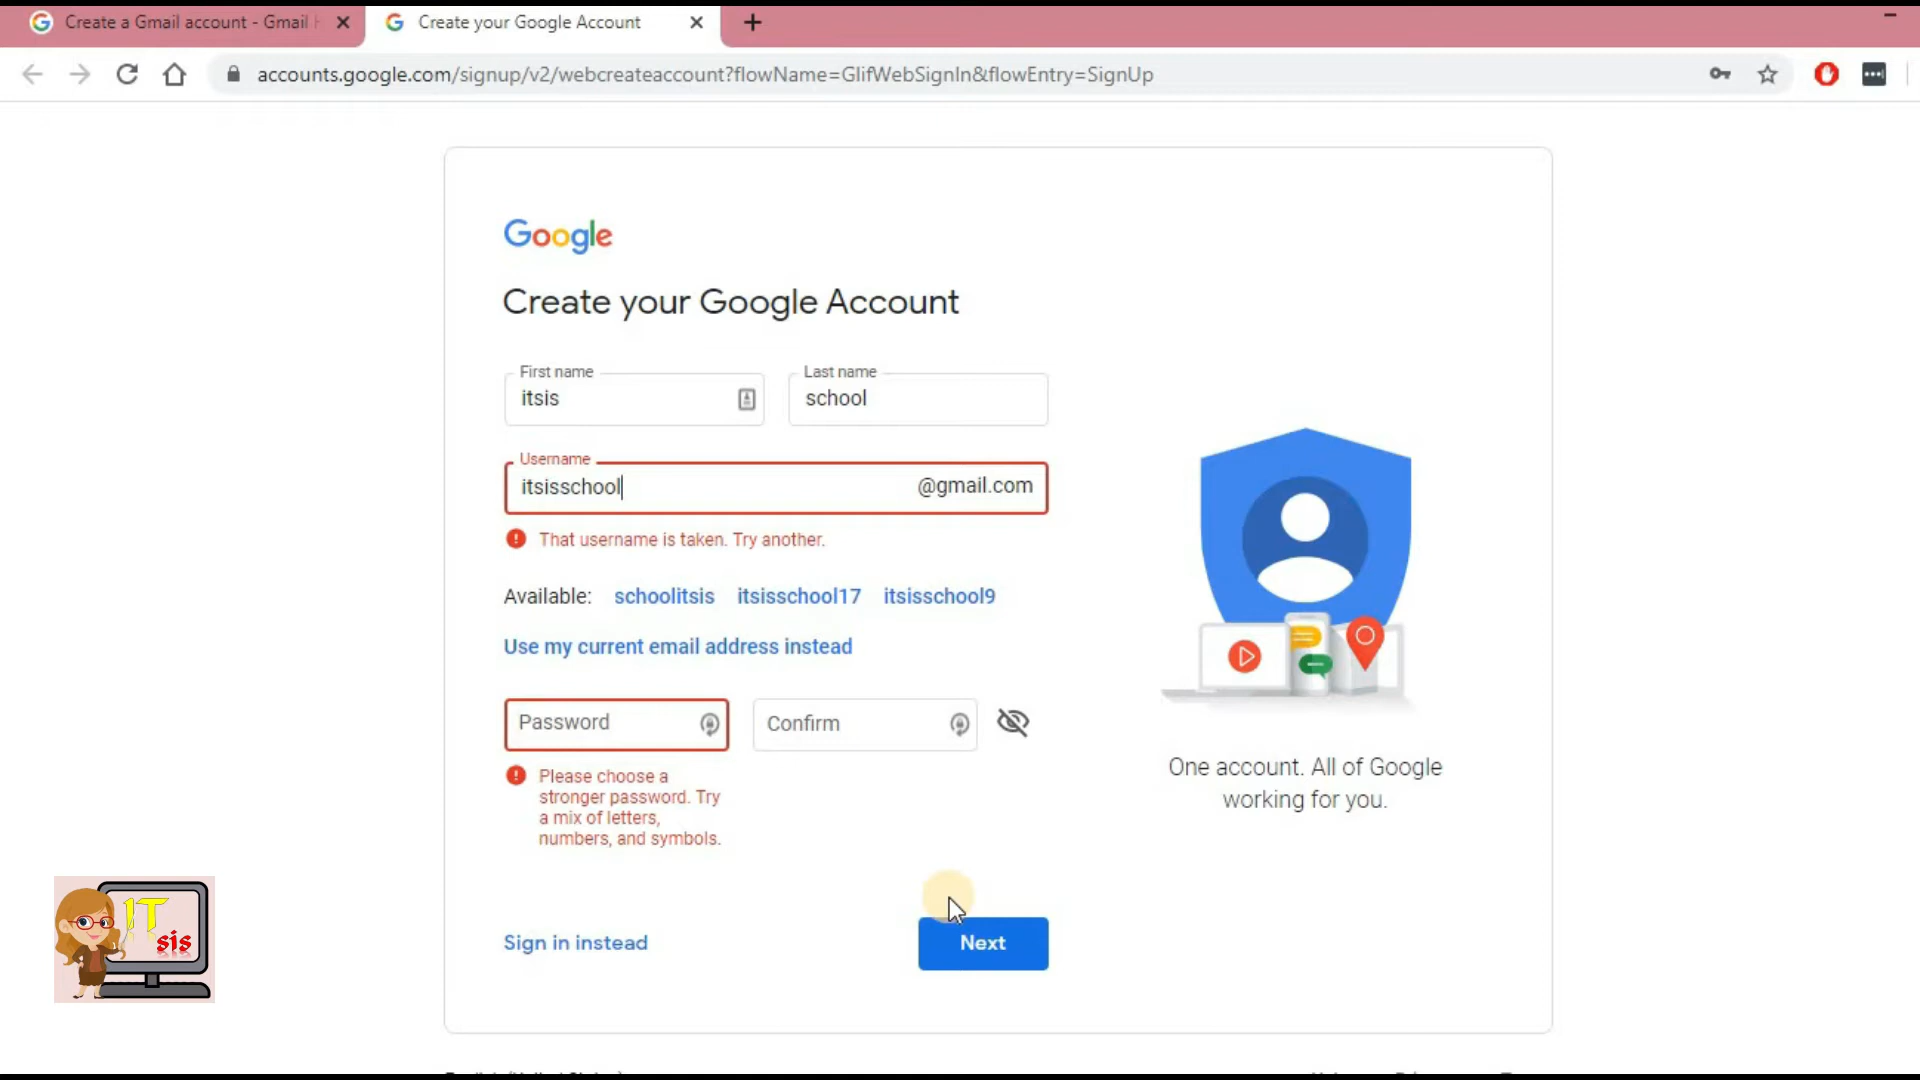 Create a Gmail account - Gmail
Create your Google Account
accounts.google.com/signup/v2/webcreateaccount?flowName=GlifWebSignIn&flowEntry=SignUp
Google
Create your Google Account
First name
Last name
itsis
school
Username
itsisschool
@gmail.com
That username is taken. Try another.
Available: schoolitsis itsisschool17 itsisschool9
Use my current email address instead
Password
Confirm
Please choose a
stronger password. Try
a mix of letters,
numbers, and symbols.
One account. All of Google
working for you.
Sign in instead
Next
IT
sis